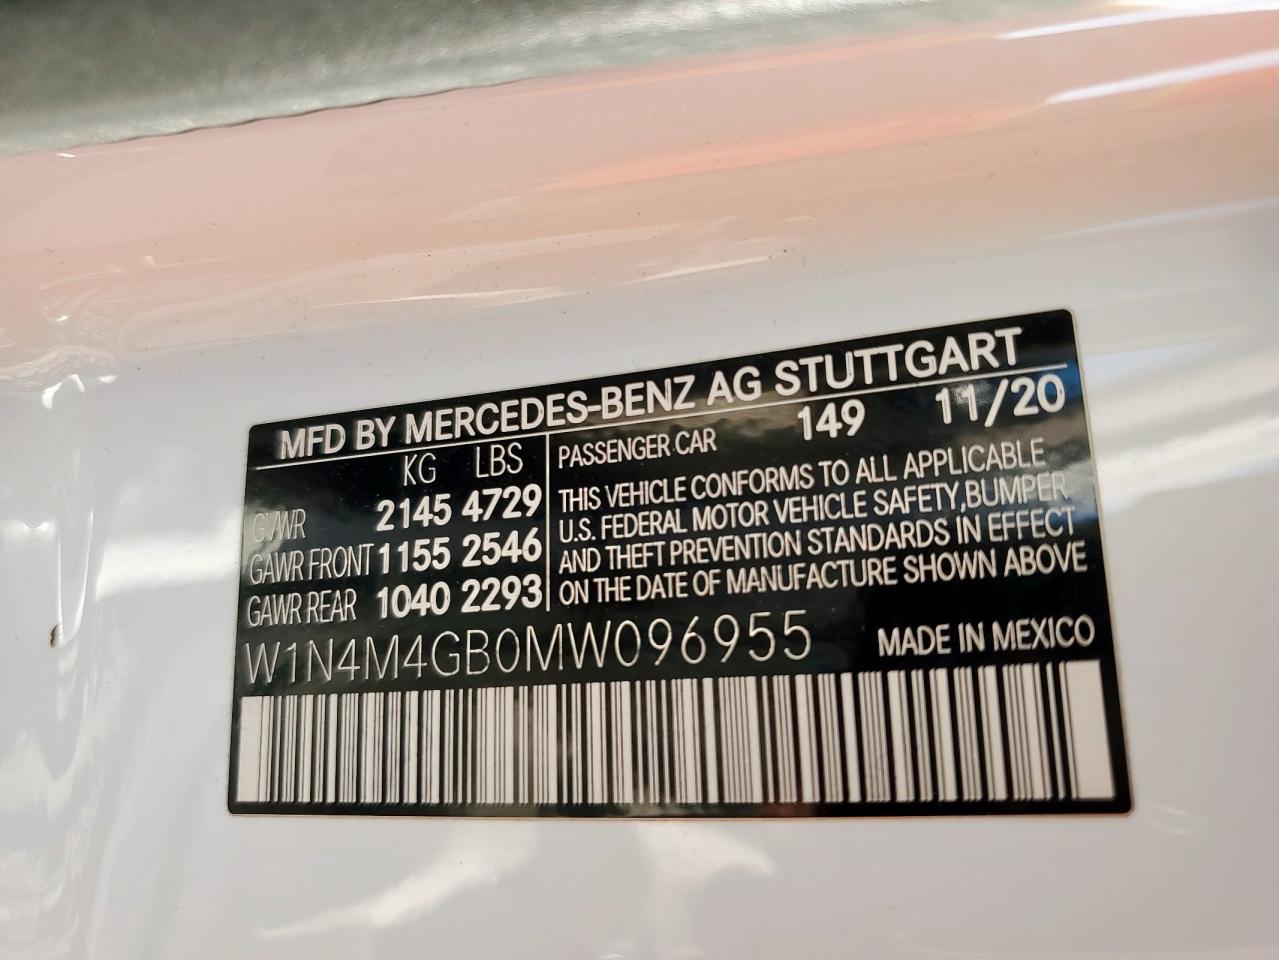 MFD BY MERCEDES-BENZ AG STUTTGART
KG LBS
GVWR 2145 4729
GAWR FRONT 1155 2546
GAWR REAR 1040 2293
PASSENGER CAR 149 11/20
THIS VEHICLE CONFORMS TO ALL APPLICABLE
U.S. FEDERAL MOTOR VEHICLE SAFETY,BUMPER
AND THEFT PREVENTION STANDARDS IN EFFECT
ON THE DATE OF MANUFACTURE SHOWN ABOVE
W1N4M4GB0MW096955 MADE IN MEXICO